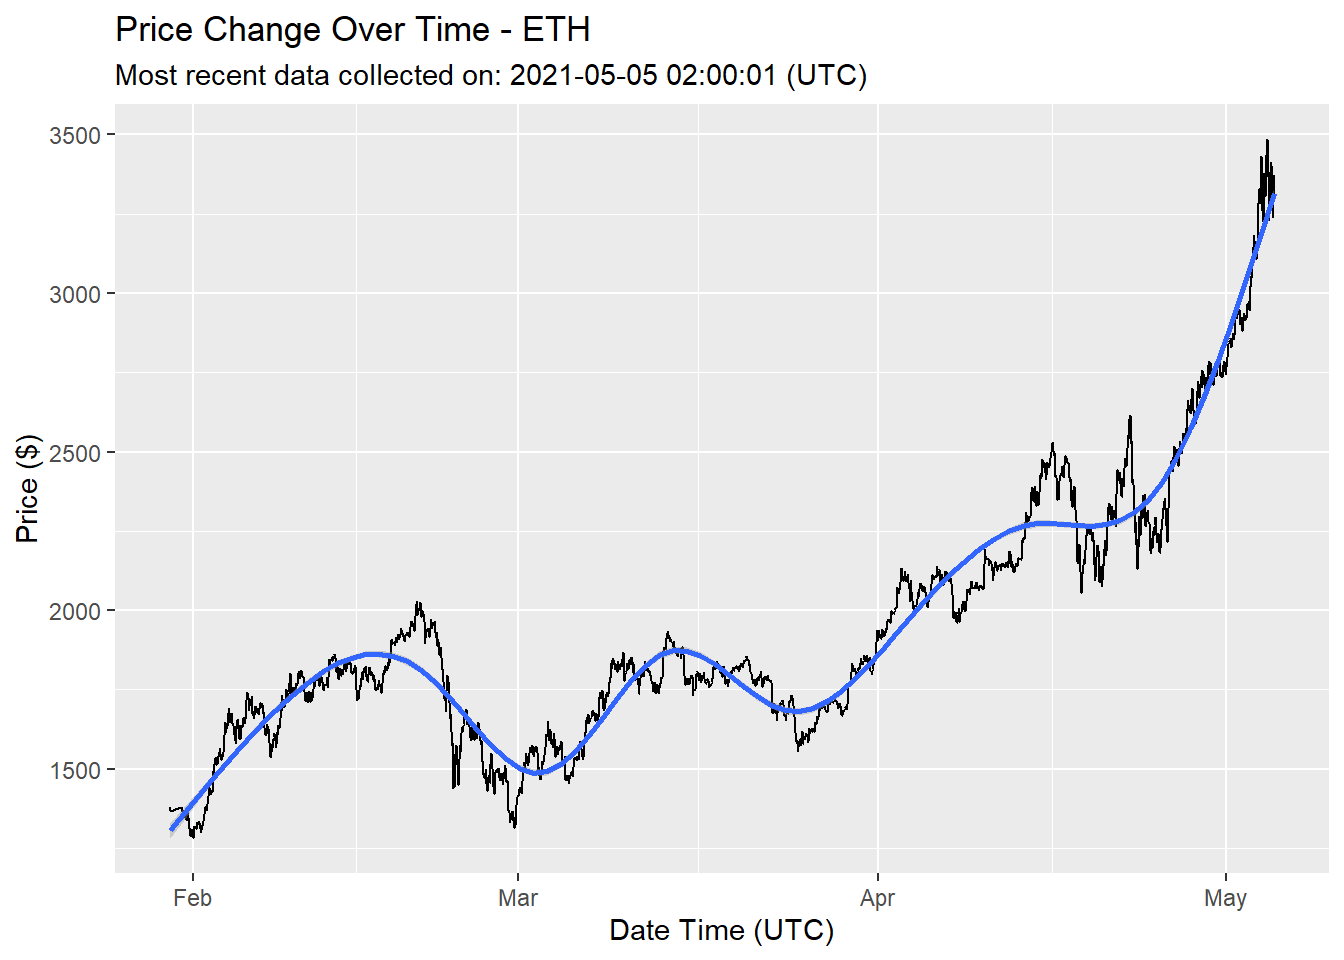 Price Change Over Time - ETH
Most recent data collected on: 2021-05-05 02:00:01 (UTC)
3500
3000
2500
2000
1500
Price ($)
Feb
Mar
Apr
May
Date Time (UTC)